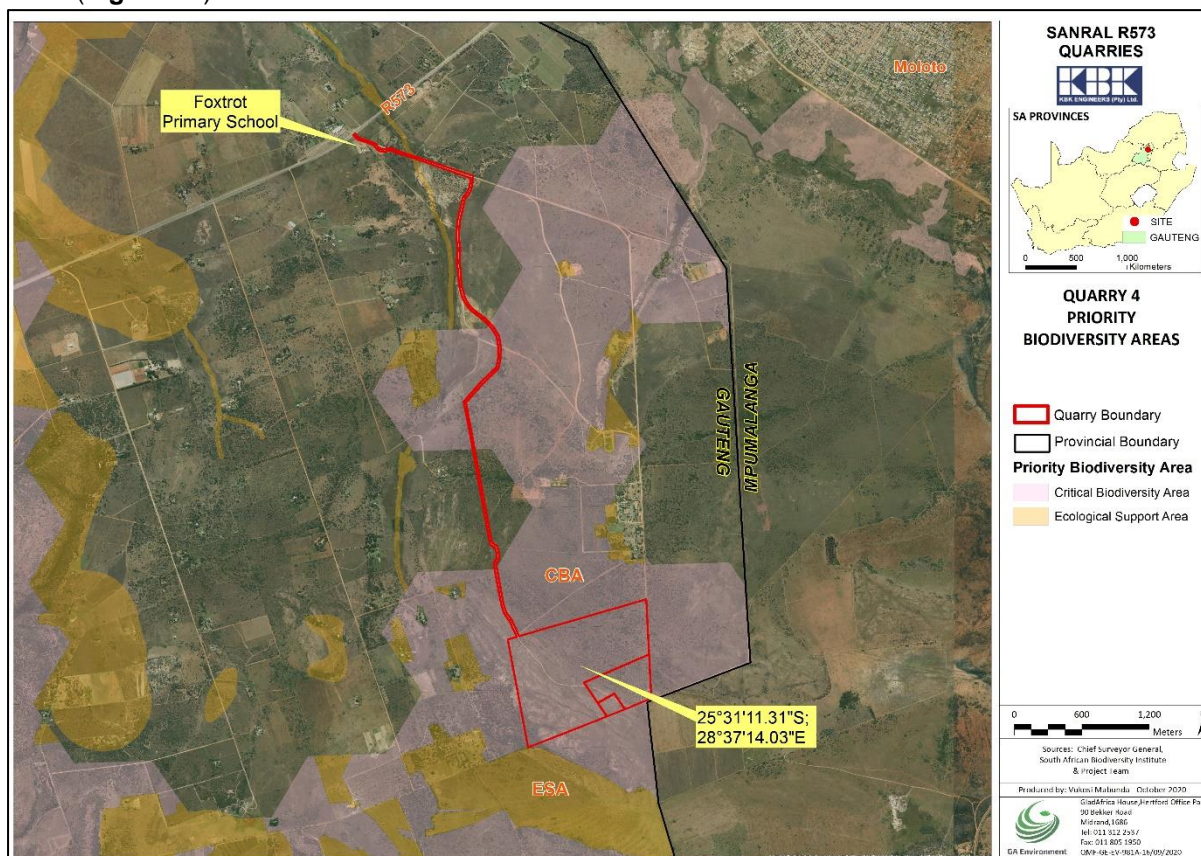 SANRAL R573
QUARRIES
KBK
KBK ENGINEERS (Pty) Ltd.
SA PROVINCES
SITE
GAUTENG
0 500 1,000
Kilometers
QUARRY 4
PRIORITY
BIODIVERSITY AREAS
Quarry Boundary
Provincial Boundary
Priority Biodiversity Area
Critical Biodiversity Area
Ecological Support Area
0 600 1,200
Meters
Sources: Chief Surveyor General,
South African Biodiversity Institute
& Project Team
Produced by: Vukosi Mabunda October 2020
GladAfrica House,Hertford Office Pa
90 Bekker Road
Midrand,1686
Tel: 011 312 2537
Fax: 011 805 1950
GA Environment
Moloto
R573
Foxtrot
Primary School
GAUTENG
MPUMALANGA
CBA
25°31'11.31"S;
28°37'14.03"E
ESA